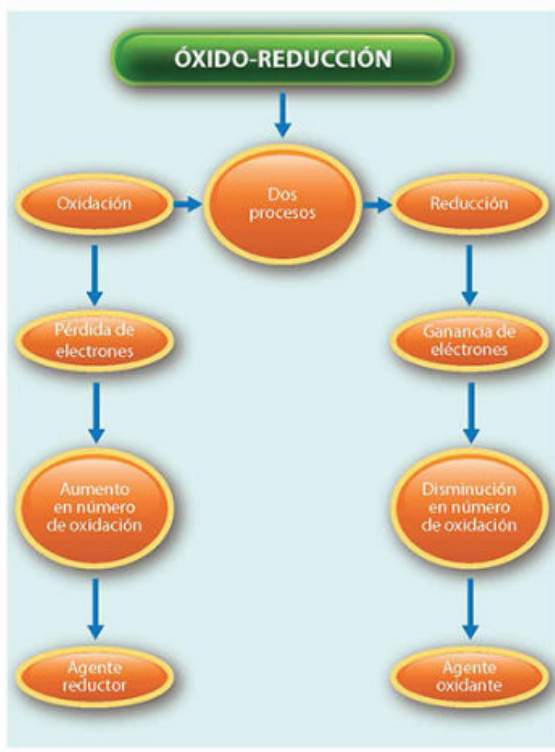 ÓXIDO-REDUCCIÓN
Oxidación
Dos
procesos
Reducción
Pérdida de
electrones
Ganancia de
eléctrones
Aumento
en número
de oxidación
Disminución
en número
de oxidación
Agente
reductor
Agente
oxidante